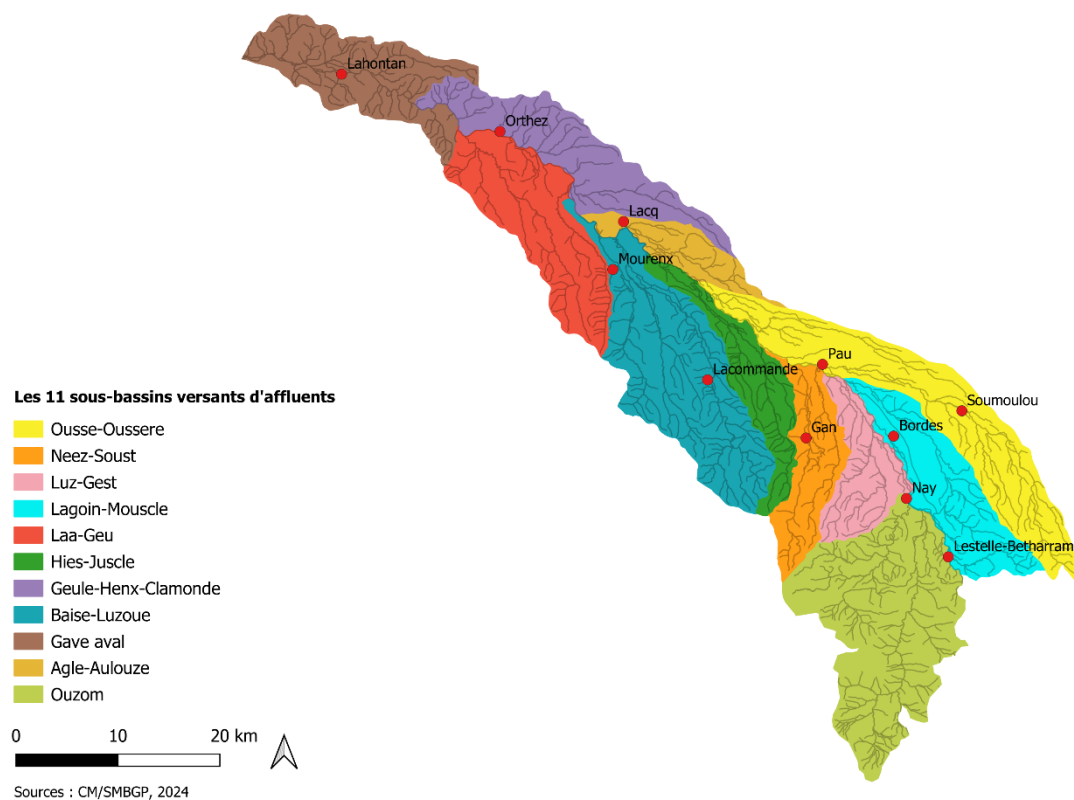 Lahontan
Orthez
Lacq
Mourenx
Pau
Lacommande
Soumoulou
Gan
Bordes
Nay
Lestelle-Betharram
Les 11 sous-bassins versants d'affluents
Ousse-Oussere
Neez-Soust
Luz-Gest
Lagoin-Mouscle
Laa-Geu
Hies-Juscle
Geule-Henx-Clamonde
Baise-Luzoue
Gave aval
Agle-Aulouze
Ouzom
0 10 20 km
Sources : CM/SMBGP, 2024